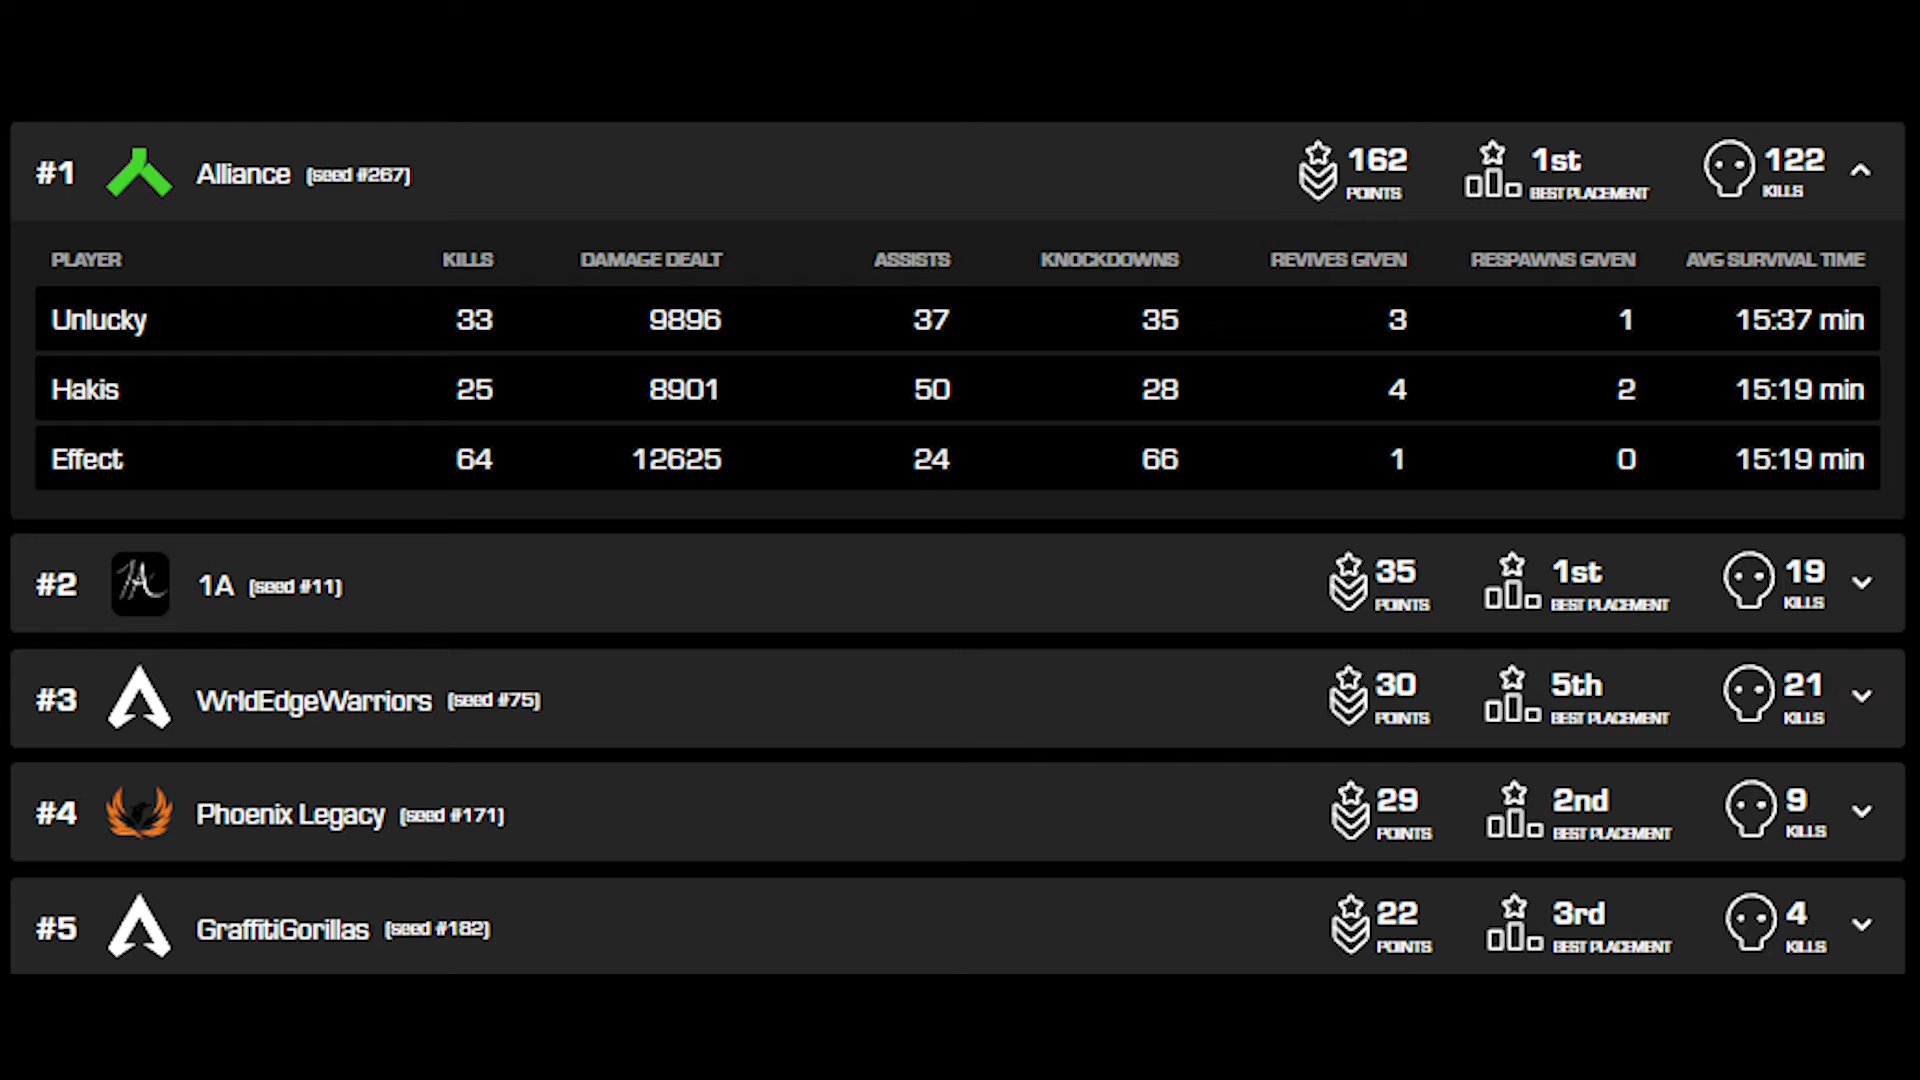 #1 Alliance (seed #267) 162 POINTS 1st BEST PLACEMENT 122 KILLS
PLAYER KILLS DAMAGE DEALT ASSISTS KNOCKDOWNS REVIVES GIVEN RESPAWNS GIVEN AVG SURVIVAL TIME
Unlucky 33 9896 37 35 3 1 15:37 min
Hakis 25 8901 50 28 4 2 15:19 min
Effect 64 12625 24 66 1 0 15:19 min
#2 1A 1A (seed #11) 35 POINTS 1st BEST PLACEMENT 19 KILLS
#3 WrldEdgeWarriors (seed #75) 30 POINTS 5th BEST PLACEMENT 21 KILLS
#4 Phoenix Legacy (seed #171) 29 POINTS 2nd BEST PLACEMENT 9 KILLS
#5 GraffitiGorillas (seed #182) 22 POINTS 3rd BEST PLACEMENT 4 KILLS